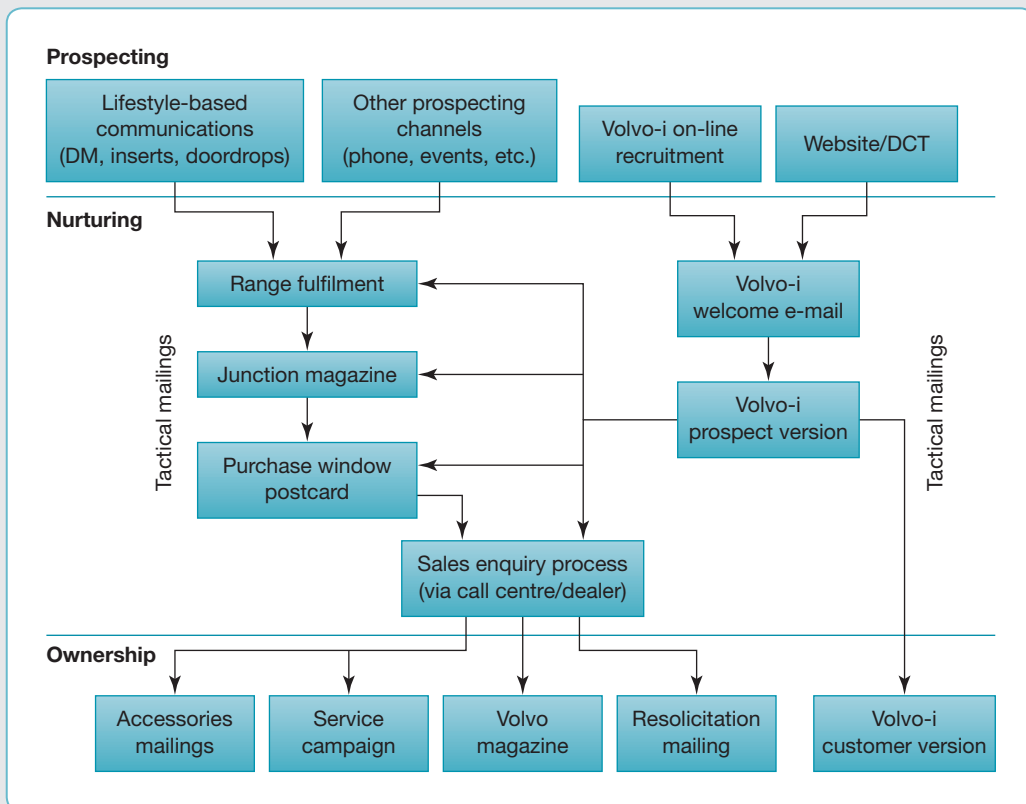 Prospecting
Lifestyle-based
communications
(DM, inserts, doordrops)
Other prospecting
channels
(phone, events, etc.)
Volvo-i on-line
recruitment
Website/DCT
Nurturing
Range fulfilment
Volvo-i
welcome e-mail
Tactical mailings
Junction magazine
Volvo-i
prospect version
Tactical mailings
Purchase window
postcard
Sales enquiry process
(via call centre/dealer)
Ownership
Accessories
mailings
Service
campaign
Volvo
magazine
Resolicitation
mailing
Volvo-i
customer version